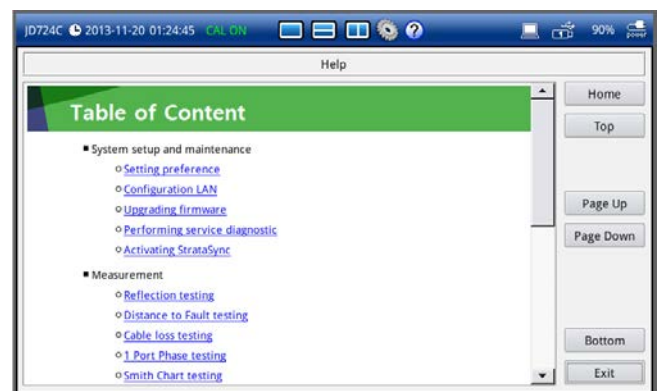 JD724C 2013-11-20 01:24:45 CAL ON 90% power
Help
Table of Content
System setup and maintenance
Setting preference
Configuration LAN
Upgrading firmware
Performing service diagnostic
Activating StrataSync
Measurement
Reflection testing
Distance to Fault testing
Cable loss testing
1 Port Phase testing
Smith Chart testing
Home
Top
Page Up
Page Down
Bottom
Exit